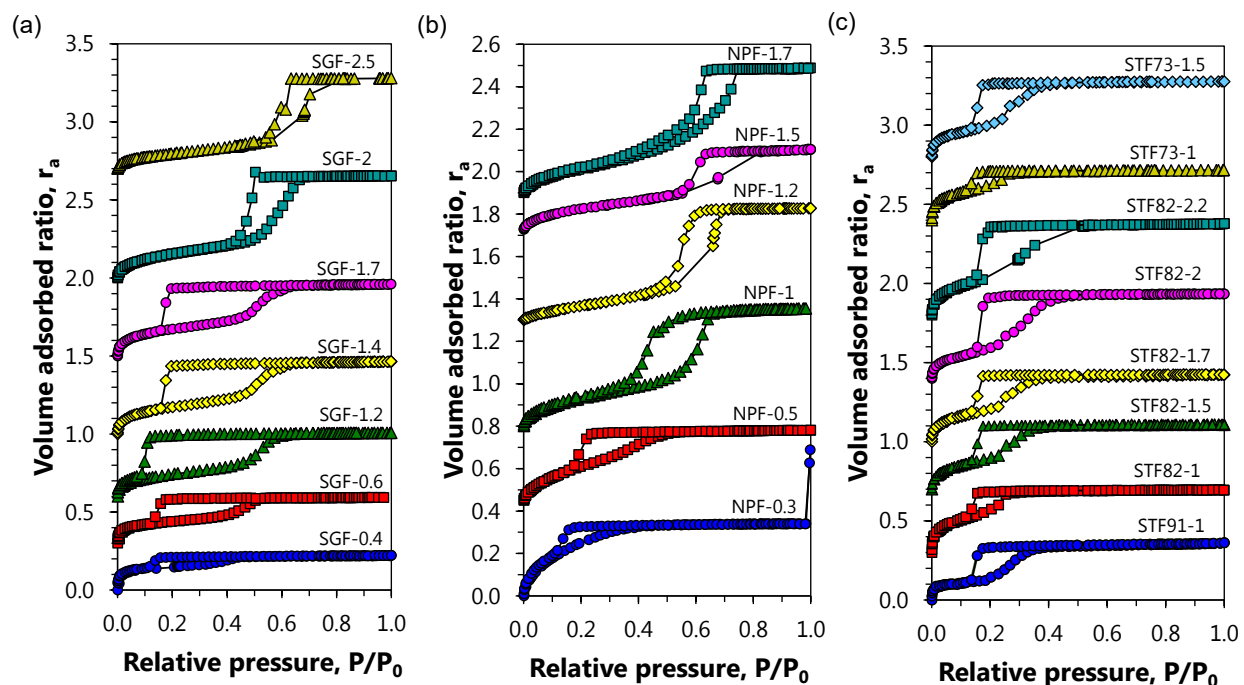 (a)
Volume adsorbed ratio, rₐ
3.5
3.0
2.5
2.0
1.5
1.0
0.5
0.0
SGF-2.5
SGF-2
SGF-1.7
SGF-1.4
SGF-1.2
SGF-0.6
SGF-0.4
0.0 0.2 0.4 0.6 0.8 1.0
Relative pressure, P/P₀
(b)
Volume adsorbed ratio, rₐ
2.6
2.4
2.2
2.0
1.8
1.6
1.4
1.2
1.0
0.8
0.6
0.4
0.2
0.0
NPF-1.7
NPF-1.5
NPF-1.2
NPF-1
NPF-0.5
NPF-0.3
0.0 0.2 0.4 0.6 0.8 1.0
Relative pressure, P/P₀
(c)
Volume adsorbed ratio, rₐ
3.5
3.0
2.5
2.0
1.5
1.0
0.5
0.0
STF73-1.5
STF73-1
STF82-2.2
STF82-2
STF82-1.7
STF82-1.5
STF82-1
STF91-1
0.0 0.2 0.4 0.6 0.8 1.0
Relative pressure, P/P₀